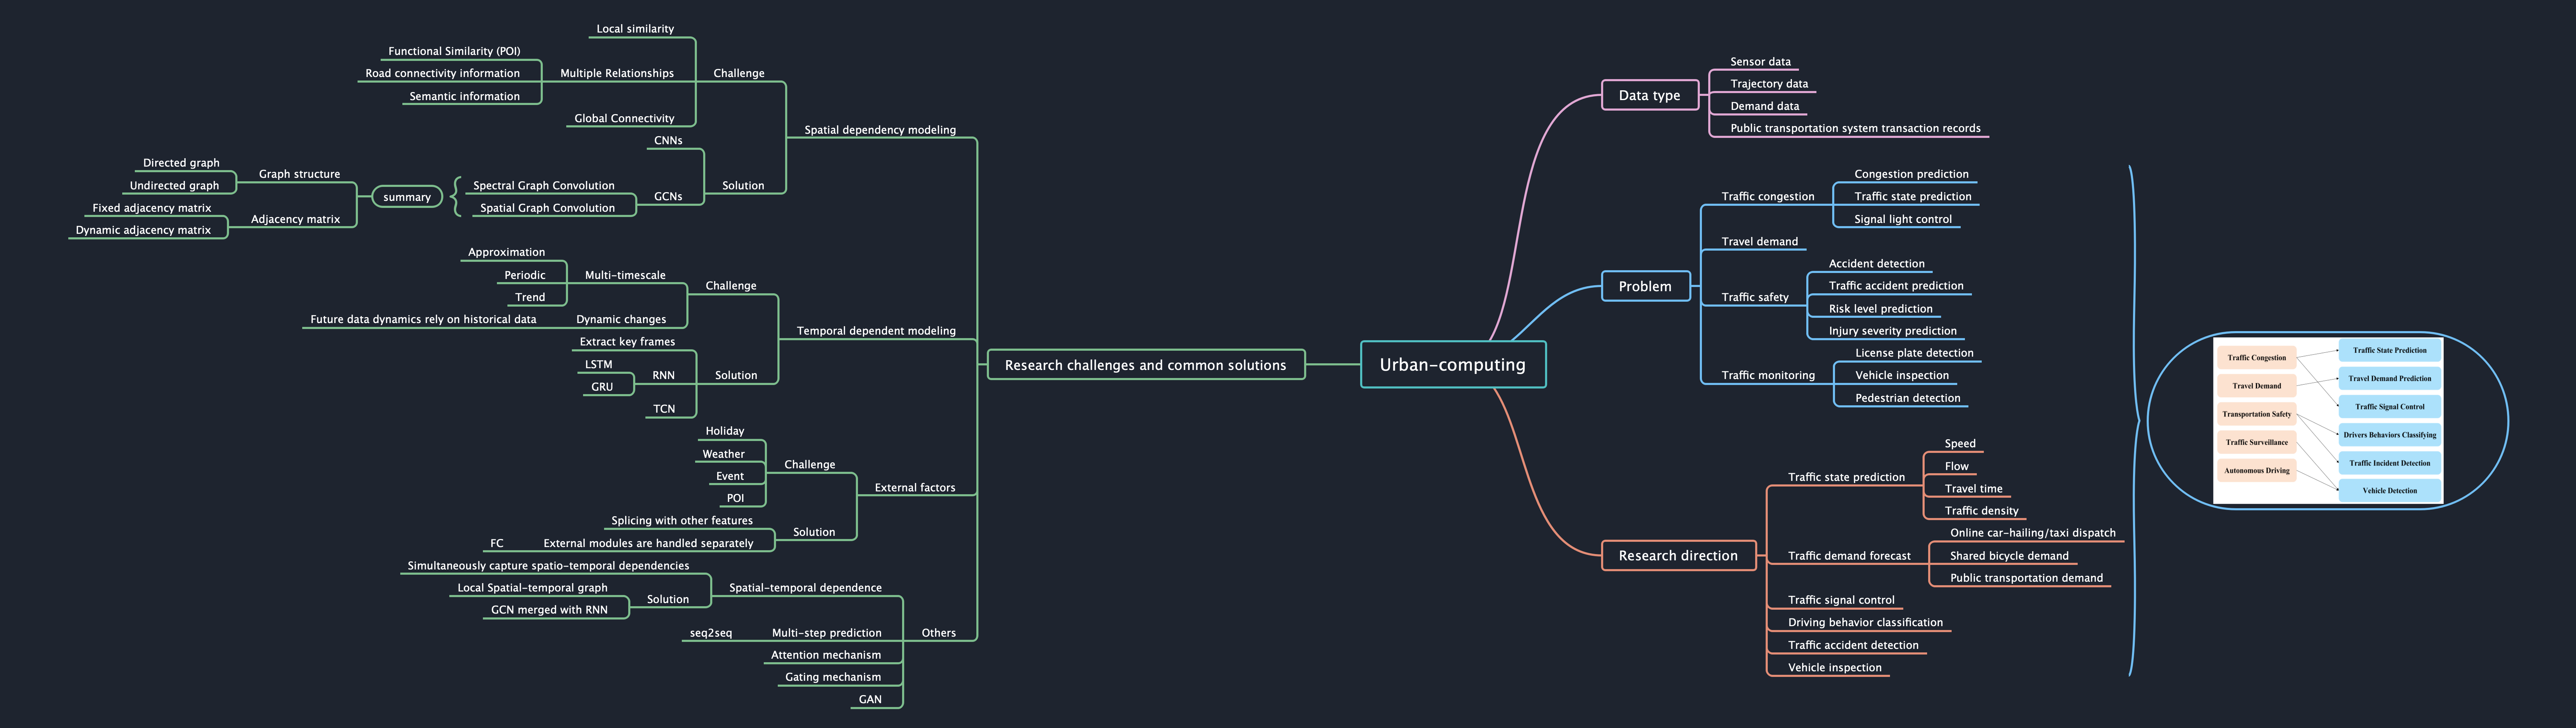 Urban-computing
Data type
Sensor data
Trajectory data
Demand data
Public transportation system transaction records
Problem
Traffic congestion
Congestion prediction
Traffic state prediction
Signal light control
Travel demand
Traffic safety
Accident detection
Traffic accident prediction
Risk level prediction
Injury severity prediction
Traffic monitoring
License plate detection
Vehicle inspection
Pedestrian detection
Research direction
Traffic state prediction
Speed
Flow
Travel time
Traffic density
Traffic demand forecast
Online car-hailing/taxi dispatch
Shared bicycle demand
Public transportation demand
Traffic signal control
Driving behavior classification
Traffic accident detection
Vehicle inspection
Traffic Congestion
Travel Demand
Transportation Safety
Traffic Surveillance
Autonomous Driving
Traffic State Prediction
Travel Demand Prediction
Traffic Signal Control
Drivers Behaviors Classifying
Traffic Incident Detection
Vehicle Detection
Research challenges and common solutions
Spatial dependency modeling
Challenge
Local similarity
Multiple Relationships
Functional Similarity (POI)
Road connectivity information
Semantic information
Global Connectivity
Solution
CNNs
GCNs
Spectral Graph Convolution
Spatial Graph Convolution
summary
Graph structure
Directed graph
Undirected graph
Adjacency matrix
Fixed adjacency matrix
Dynamic adjacency matrix
Temporal dependent modeling
Challenge
Multi-timescale
Approximation
Periodic
Trend
Dynamic changes
Future data dynamics rely on historical data
Solution
Extract key frames
RNN
LSTM
GRU
TCN
External factors
Challenge
Holiday
Weather
Event
POI
Solution
Splicing with other features
External modules are handled separately
FC
Others
Spatial-temporal dependence
Simultaneously capture spatio-temporal dependencies
Solution
Local Spatial-temporal graph
GCN merged with RNN
Multi-step prediction
seq2seq
Attention mechanism
Gating mechanism
GAN